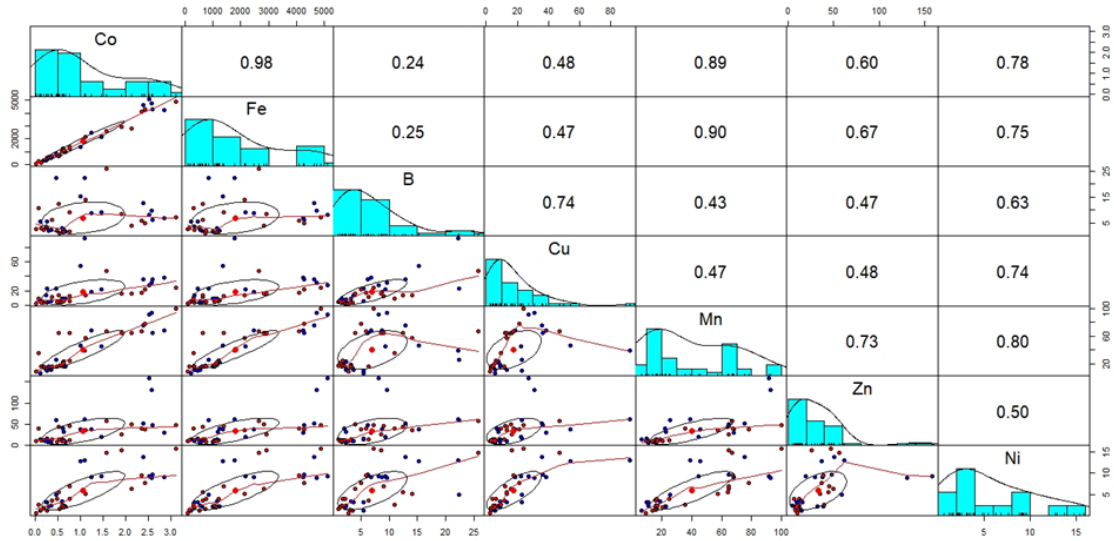 0 1000 3000 5000 0 20 40 60 80 0 50 100 150
Co 0.98 0.24 0.48 0.89 0.60 0.78
0.0 1.0 2.0 3.0
Fe 0.25 0.47 0.90 0.67 0.75
0 2000 5000
B 0.74 0.43 0.47 0.63
5 15 25
Cu 0.47 0.48 0.74
0 20 60
Mn 0.73 0.80
20 60 100
Zn 0.50
0 50 100
Ni
5 10 15
0.0 0.5 1.0 1.5 2.0 2.5 3.0 5 10 15 20 25 20 40 60 80 100 5 10 15